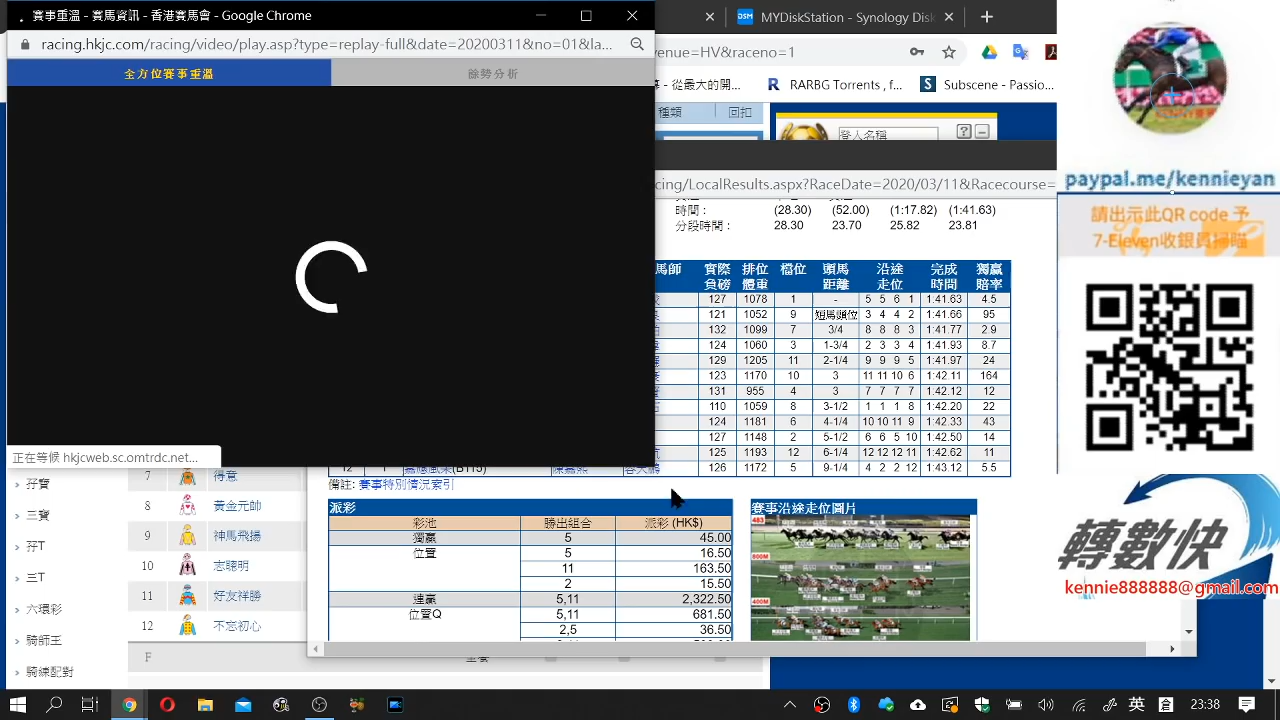 賽事重溫 - 賽馬資訊 - 香港賽馬會 - Google Chrome
MYDiskStation - Synology Disk
racing.hkjc.com/racing/video/play.asp?type=replay-full&date=20200311&no=01&la...
venue=HV&raceno=1
全方位賽事重溫
餘勢分析
從最大的開...
RARBG Torrents , f...
Subscene - Passion...
種類
回扣
登入名稱
cing/LocalResults.aspx?RaceDate=2020/03/11&Racecourse=
時間 : (28.30) (52.00) (1:17.82) (1:41.63)
分段時間 : 28.30 23.70 25.82 23.81
馬師 實際負磅 排位體重 檔位 頭馬距離 沿途走位 完成時間 獨贏賠率
127 1078 1 - 5 5 6 1 1:41.63 4.5
121 1052 9 短馬頭位 3 4 4 2 1:41.66 95
132 1099 7 3/4 8 8 8 3 1:41.77 2.9
124 1060 3 1-3/4 2 3 3 4 1:41.93 8.7
129 1205 11 2-1/4 9 9 9 5 1:41.97 24
123 1170 10 3 11 11 10 6 1:42.11 164
131 955 4 3 7 7 7 7 1:42.12 12
110 1059 8 3-1/2 1 1 1 8 1:42.20 22
124 1181 6 4-1/4 10 10 11 9 1:42.33 43
127 1148 2 5-1/2 6 6 5 10 1:42.50 14
125 1193 12 6-1/4 12 12 12 11 1:42.62 11
126 1172 5 9-1/4 4 2 2 12 1:43.12 5.5
正在等候 hkjcweb.sc.omtrdc.net...
備註: 賽事特別情況索引
孖寶
三寶
孖T
三T
六環彩
騎師王
騎練配對
7 得意
8 黃金元帥
9 神馬飛揚
10 志聰明
11 好友祥勝
12 不忘初心
F
派彩
彩池 勝出組合 派彩 (HK$)
獨贏 5 45.00
位置 5 16.50
11 163.50
2 15.50
連贏 5,11 2,322.50
位置Q 5,11 681.50
2,5 36.50
賽事沿途走位圖片
800M
400M
paypal.me/kennieyan
請出示此QR code 予
7-Eleven收銀員掃瞄
轉數快
kennie888888@gmail.com
英
23:38